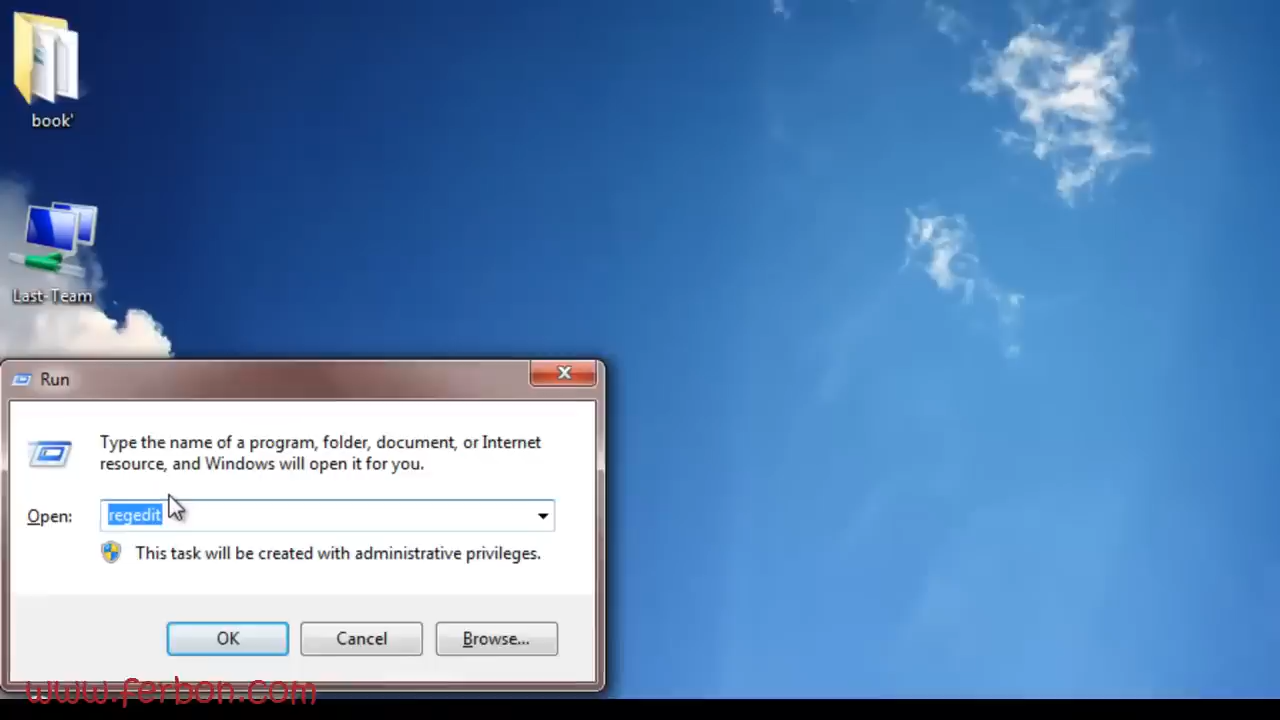 book'
Last-Team
Run
Type the name of a program, folder, document, or Internet
resource, and Windows will open it for you.
Open: regedit
This task will be created with administrative privileges.
OK Cancel Browse...
www.ferbon.com